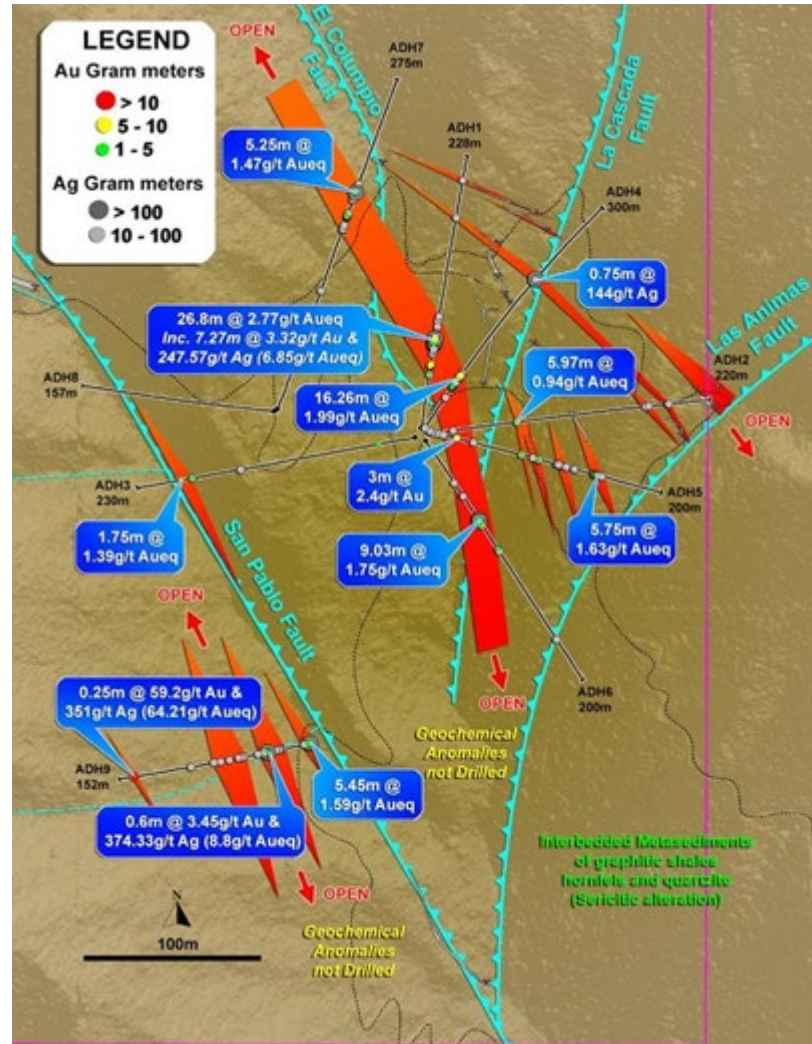 LEGEND
Au Gram meters
> 10
5 - 10
1 - 5
Ag Gram meters
> 100
10 - 100
OPEN
El Columpio
Fault
ADH7
275m
ADH1
228m
La Cascada
Fault
ADH4
300m
5.25m @
1.47g/t Aueq
0.75m @
144g/t Ag
26.8m @ 2.77g/t Aueq
Inc. 7.27m @ 3.32g/t Au &
247.57g/t Ag (6.85g/t Aueq)
Las Animas
Fault
ADH2
220m
5.97m @
0.94g/t Aueq
ADH8
157m
16.26m @
1.99g/t Aueq
OPEN
3m @
2.4g/t Au
ADH3
230m
ADH5
200m
1.75m @
1.39g/t Aueq
5.75m @
1.63g/t Aueq
9.03m @
1.75g/t Aueq
San Pablo Fault
OPEN
0.25m @ 59.2g/t Au &
351g/t Ag (64.21g/t Aueq)
OPEN
ADH6
200m
Geochemical
Anomalies
not Drilled
ADH9
152m
5.45m @
1.59g/t Aueq
0.6m @ 3.45g/t Au &
374.33g/t Ag (8.8g/t Aueq)
Interbedded Metasediments
of graphitic shales
hornfels and quartzite
(Sericitic alteration)
OPEN
N
100m
Geochemical
Anomalies
not Drilled